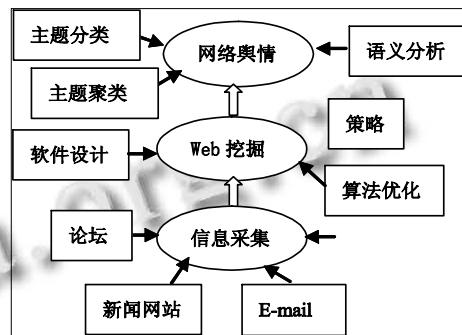 主题分类
网络舆情
语义分析
主题聚类
策略
Web 挖掘
软件设计
算法优化
论坛
信息采集
新闻网站
E-mail